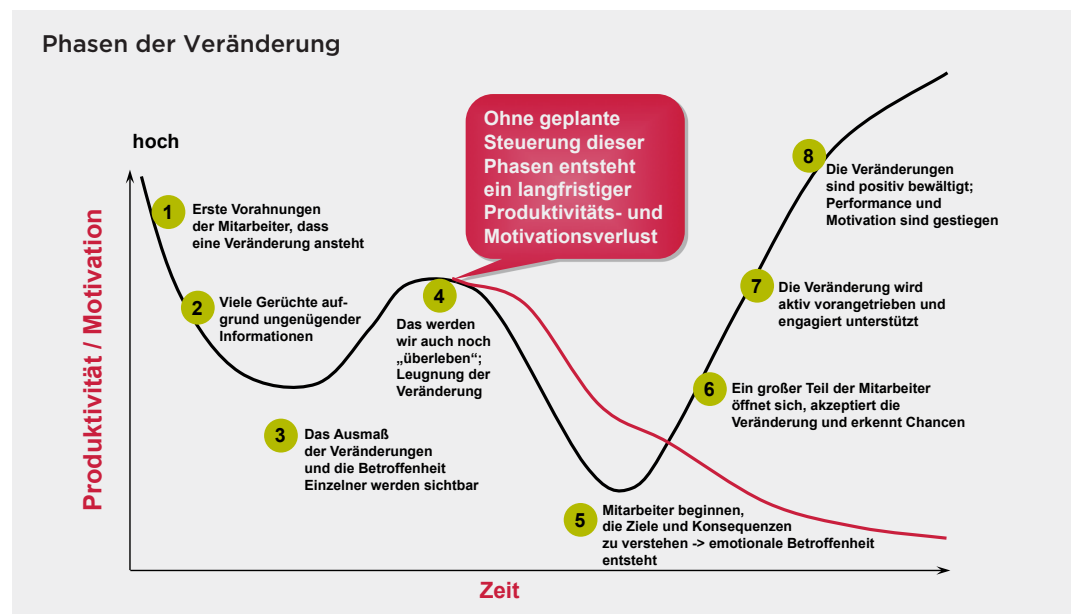 Phasen der Veränderung
hoch
Produktivität / Motivation
Ohne geplante
Steuerung dieser
Phasen entsteht
ein langfristiger
Produktivitäts- und
Motivationsverlust
1
Erste Vorahnungen
der Mitarbeiter, dass
eine Veränderung ansteht
2
Viele Gerüchte auf-
grund ungenügender
Informationen
3
Das Ausmaß
der Veränderungen
und die Betroffenheit
Einzelner werden sichtbar
4
Das werden
wir auch noch
„überleben“;
Leugnung der
Veränderung
5
Mitarbeiter beginnen,
die Ziele und Konsequenzen
zu verstehen -> emotionale Betroffenheit
entsteht
6
Ein großer Teil der Mitarbeiter
öffnet sich, akzeptiert die
Veränderung und erkennt Chancen
7
Die Veränderung wird
aktiv vorangetrieben und
engagiert unterstützt
8
Die Veränderungen
sind positiv bewältigt;
Performance und
Motivation sind gestiegen
Zeit